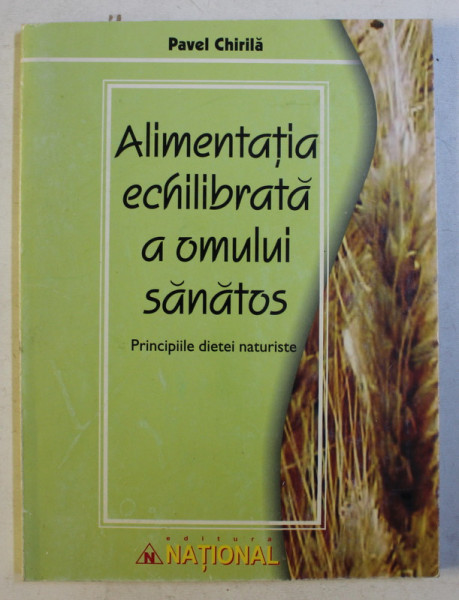 Pavel Chirilă
Alimentația
echilibrată
a omului
sănătos
Principiile dietei naturiste
editura
N NAȚIONAL